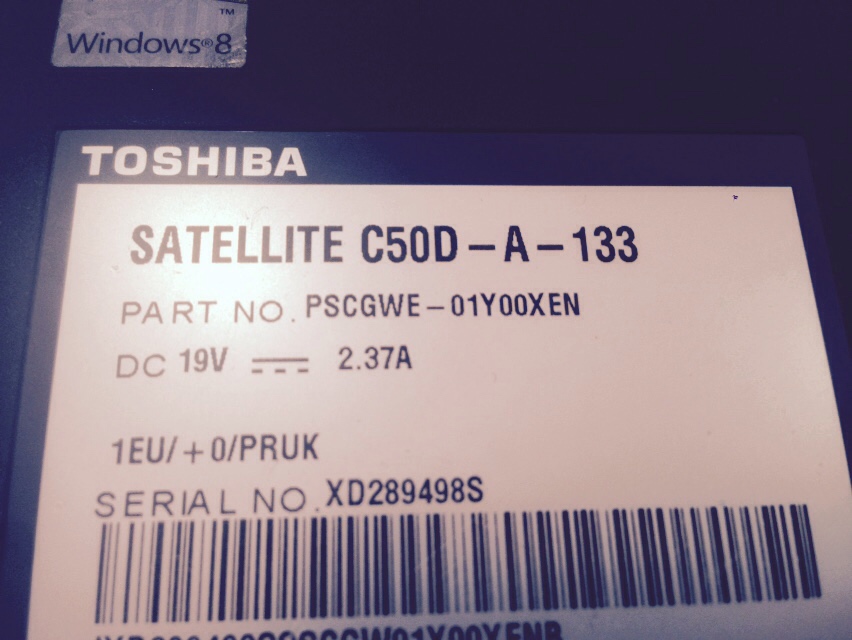 ™
Windows®8
TOSHIBA
SATELLITE C50D-A-133
PART NO. PSCGWE-01Y00XEN
DC 19V 2.37A
1EU/+0/PRUK
SERIAL NO. XD289498S